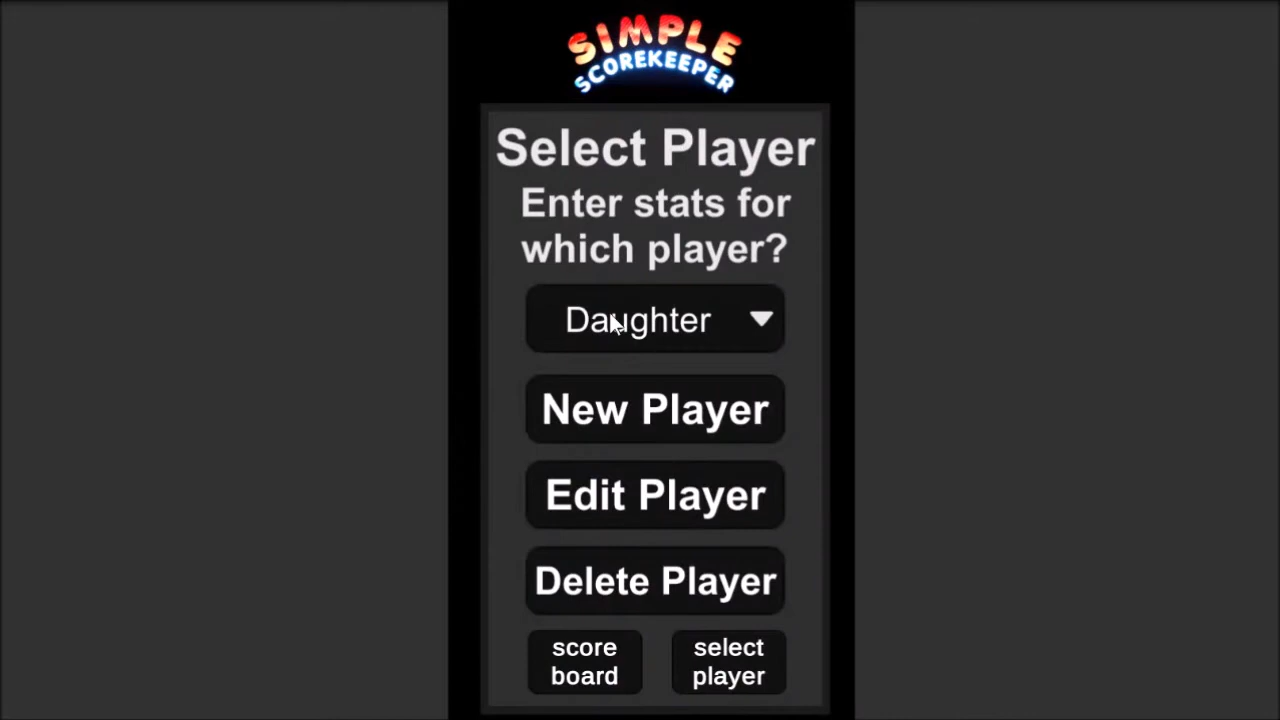 SIMPLE
SCOREKEEPER
Select Player
Enter stats for
which player?
Daughter
New Player
Edit Player
Delete Player
score
board
select
player